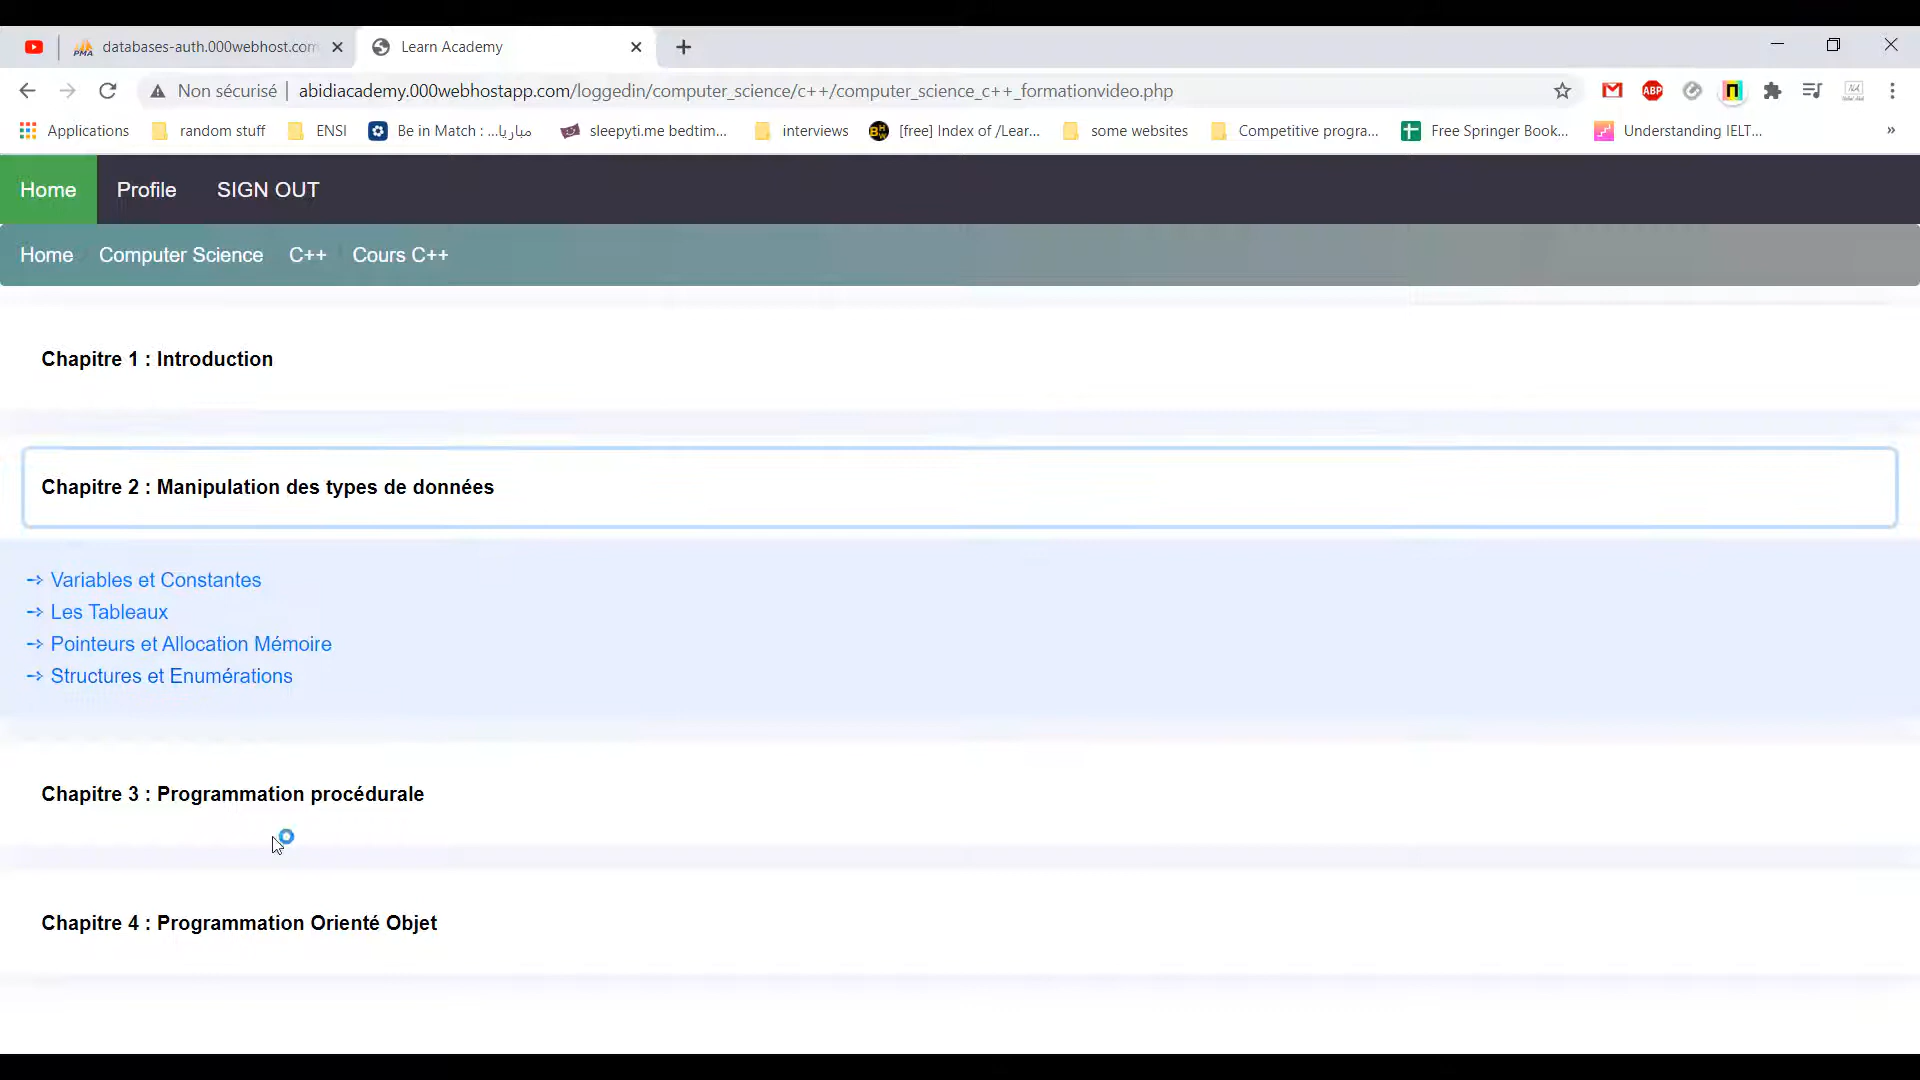 databases-auth.000webhost.com
Learn Academy
Non sécurisé
abidiacademy.000webhostapp.com/loggedin/computer_science/c++/computer_science_c++_formationvideo.php
ABP
Applications
random stuff
ENSI
Be in Match : مباريا...
sleepyti.me bedtim...
interviews
[free] Index of /Lear...
some websites
Competitive progra...
Free Springer Book...
Understanding IELT...
»
Home
Profile
SIGN OUT
Home
Computer Science
C++
Cours C++
Chapitre 1 : Introduction
Chapitre 2 : Manipulation des types de données
➺ Variables et Constantes
➺ Les Tableaux
➺ Pointeurs et Allocation Mémoire
➺ Structures et Enumérations
Chapitre 3 : Programmation procédurale
Chapitre 4 : Programmation Orienté Objet